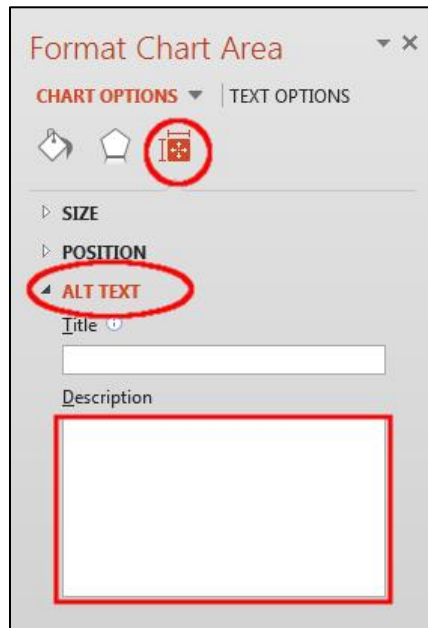 Format Chart Area
CHART OPTIONS TEXT OPTIONS
SIZE
POSITION
ALT TEXT
Title
Description